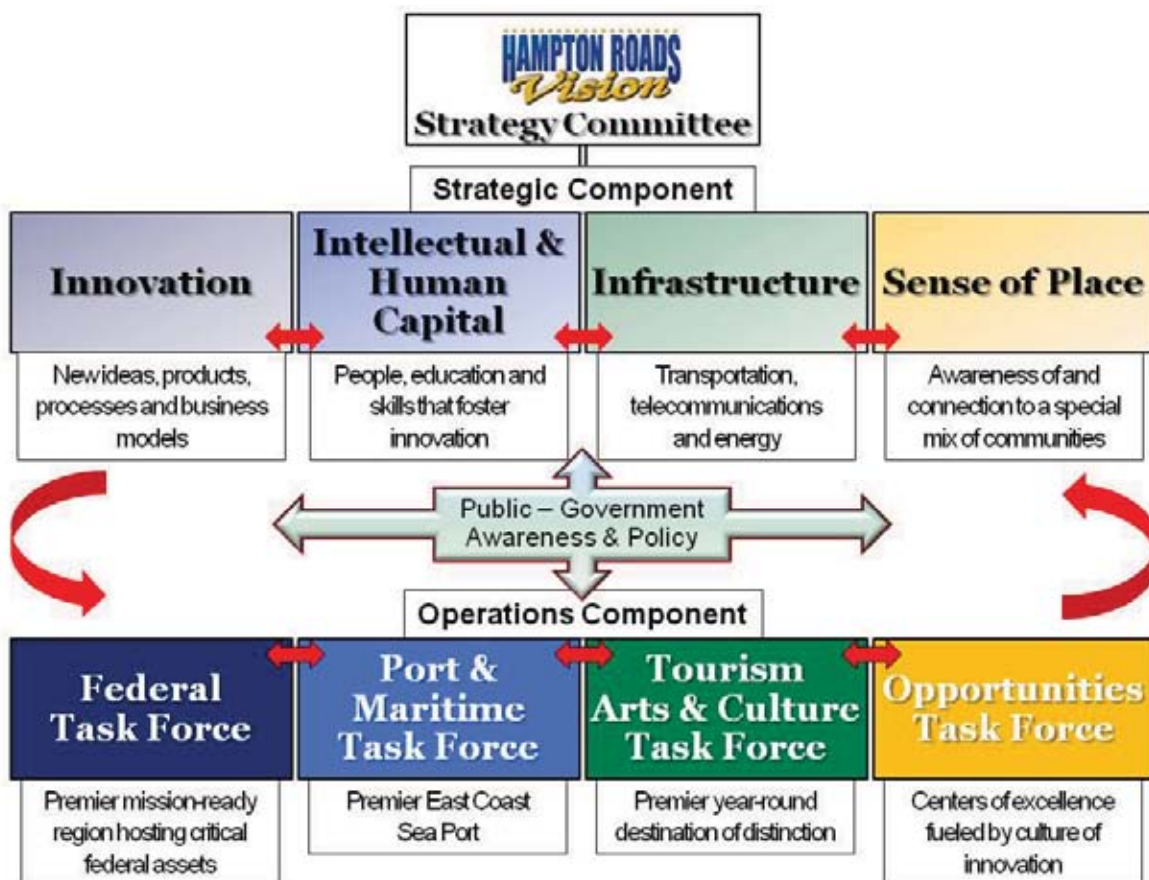 HAMPTON ROADS
Vision
Strategy Committee
Strategic Component
Innovation
New ideas, products,
processes and business
models
Intellectual &
Human
Capital
People, education and
skills that foster
innovation
Infrastructure
Transportation,
telecommunications
and energy
Sense of Place
Awareness of and
connection to a special
mix of communities
Public – Government
Awareness & Policy
Operations Component
Federal
Task Force
Premier mission-ready
region hosting critical
federal assets
Port &
Maritime
Task Force
Premier East Coast
Sea Port
Tourism
Arts & Culture
Task Force
Premier year-round
destination of distinction
Opportunities
Task Force
Centers of excellence
fueled by culture of
innovation